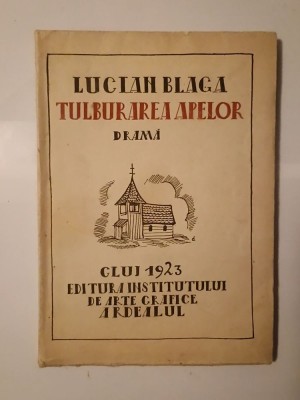 LUCIAN BLAGA
TULBURAREA APELOR
DRAMĂ
CLUJ 1923
EDITURA INSTITUTULUI
DE ARTE GRAFICE
ARDEALUL